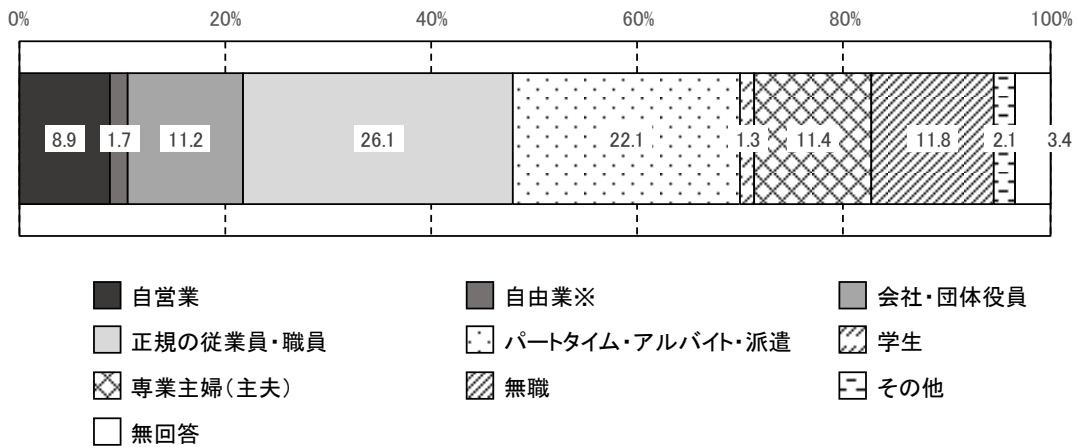 0% 20% 40% 60% 80% 100%
8.9 1.7 11.2 26.1 22.1 1.3 11.4 11.8 2.1 3.4
自営業 自由業※ 会社・団体役員
正規の従業員・職員 パートタイム・アルバイト・派遣 学生
専業主婦(主夫) 無職 その他
無回答